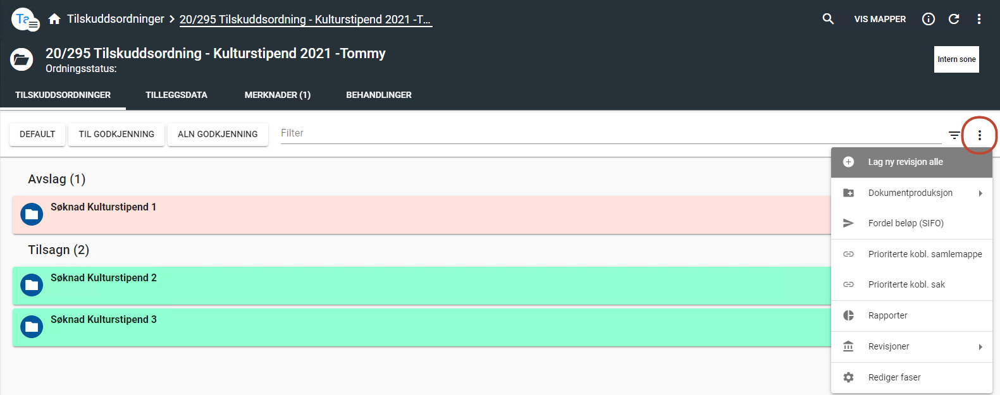 Ta
Tilskuddsordninger
20/295 Tilskuddsordning - Kulturstipend 2021 -T...
VIS MAPPER
20/295 Tilskuddsordning - Kulturstipend 2021 -Tommy
Ordningsstatus:
Intern sone
TILSKUDDSORDNINGER
TILLEGGSDATA
MERKNADER (1)
BEHANDLINGER
DEFAULT
TIL GODKJENNING
ALN GODKJENNING
Filter
Avslag (1)
Søknad Kulturstipend 1
Tilsagn (2)
Søknad Kulturstipend 2
Søknad Kulturstipend 3
Lag ny revisjon alle
Dokumentproduksjon
Fordel beløp (SIFO)
Prioriterte kobl. samlemappe
Prioriterte kobl. sak
Rapporter
Revisjoner
Rediger faser